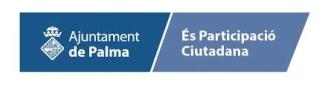 Ajuntament
de Palma
És Participació
Ciutadana